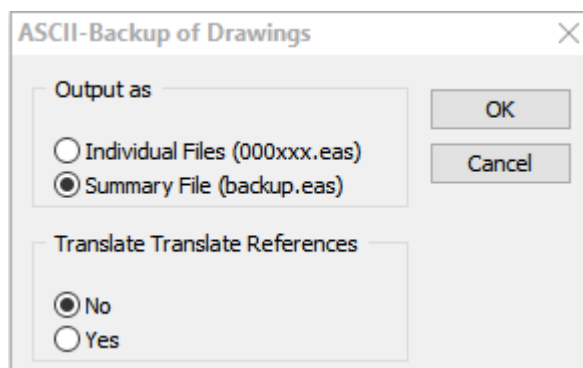 ASCII-Backup of Drawings
Output as
OK
Individual Files (000xxx.eas)
Cancel
Summary File (backup.eas)
Translate Translate References
No
Yes